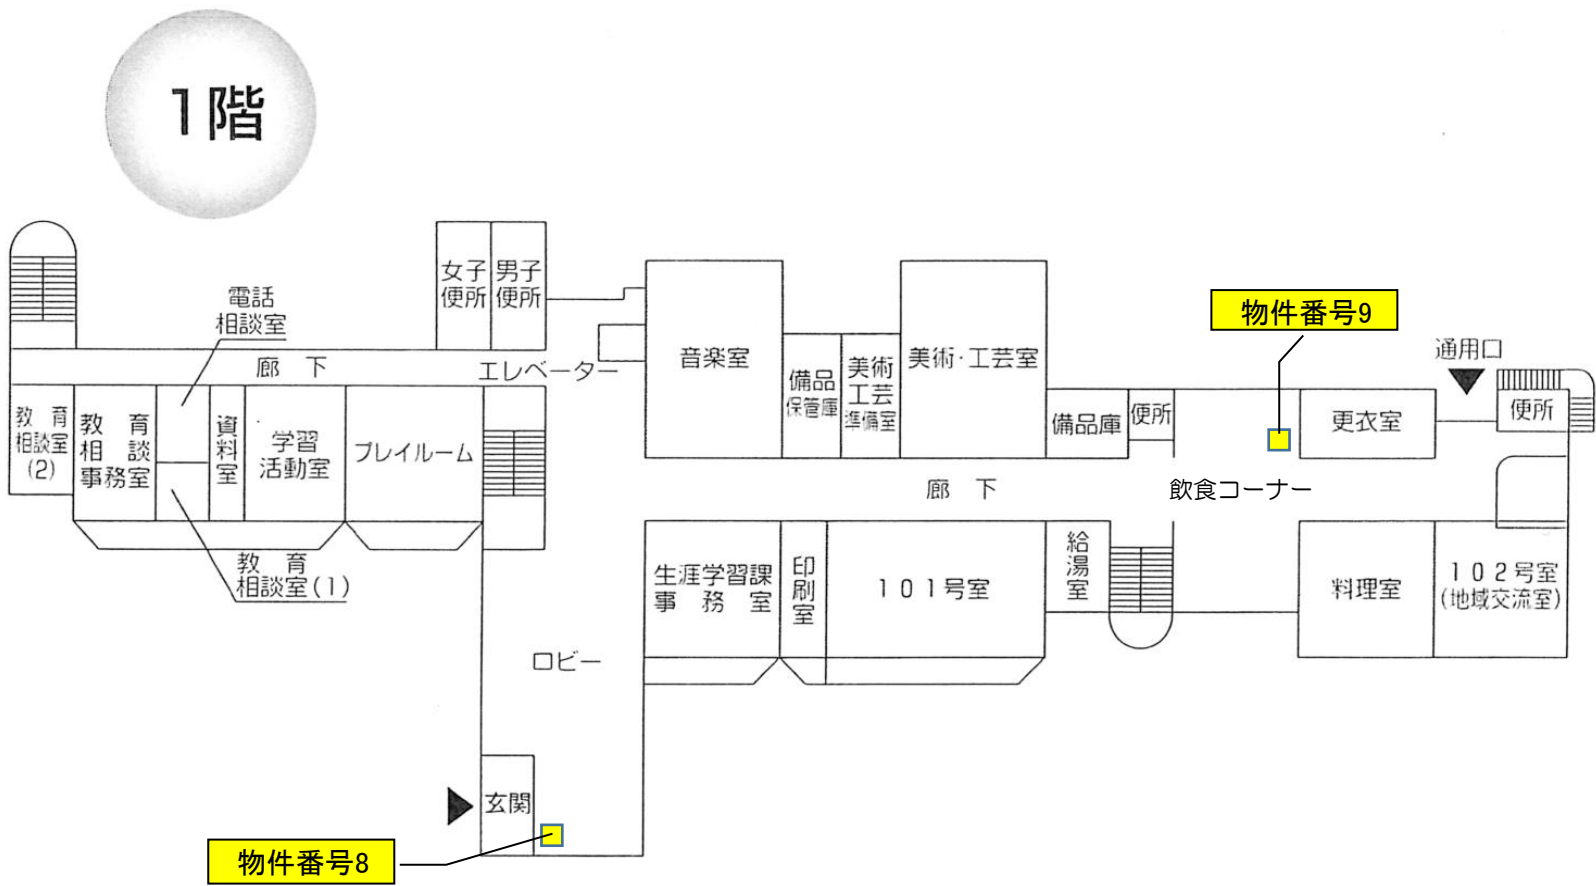 1階
電話
相談室
女子
便所
男子
便所
廊　下
エレベーター
教　育
相談室
(2)
教　育
相　談
事務室
資
料
室
学習
活動室
プレイルーム
教　育
相談室(1)
音楽室
備品
保管庫
美術
工芸
準備室
美術・工芸室
備品庫
便所
物件番号9
更衣室
通用口
便所
廊　下
飲食コーナー
生涯学習課
事　務　室
印
刷
室
１０１号室
給
湯
室
料理室
１０２号室
(地域交流室)
ロビー
玄関
物件番号8